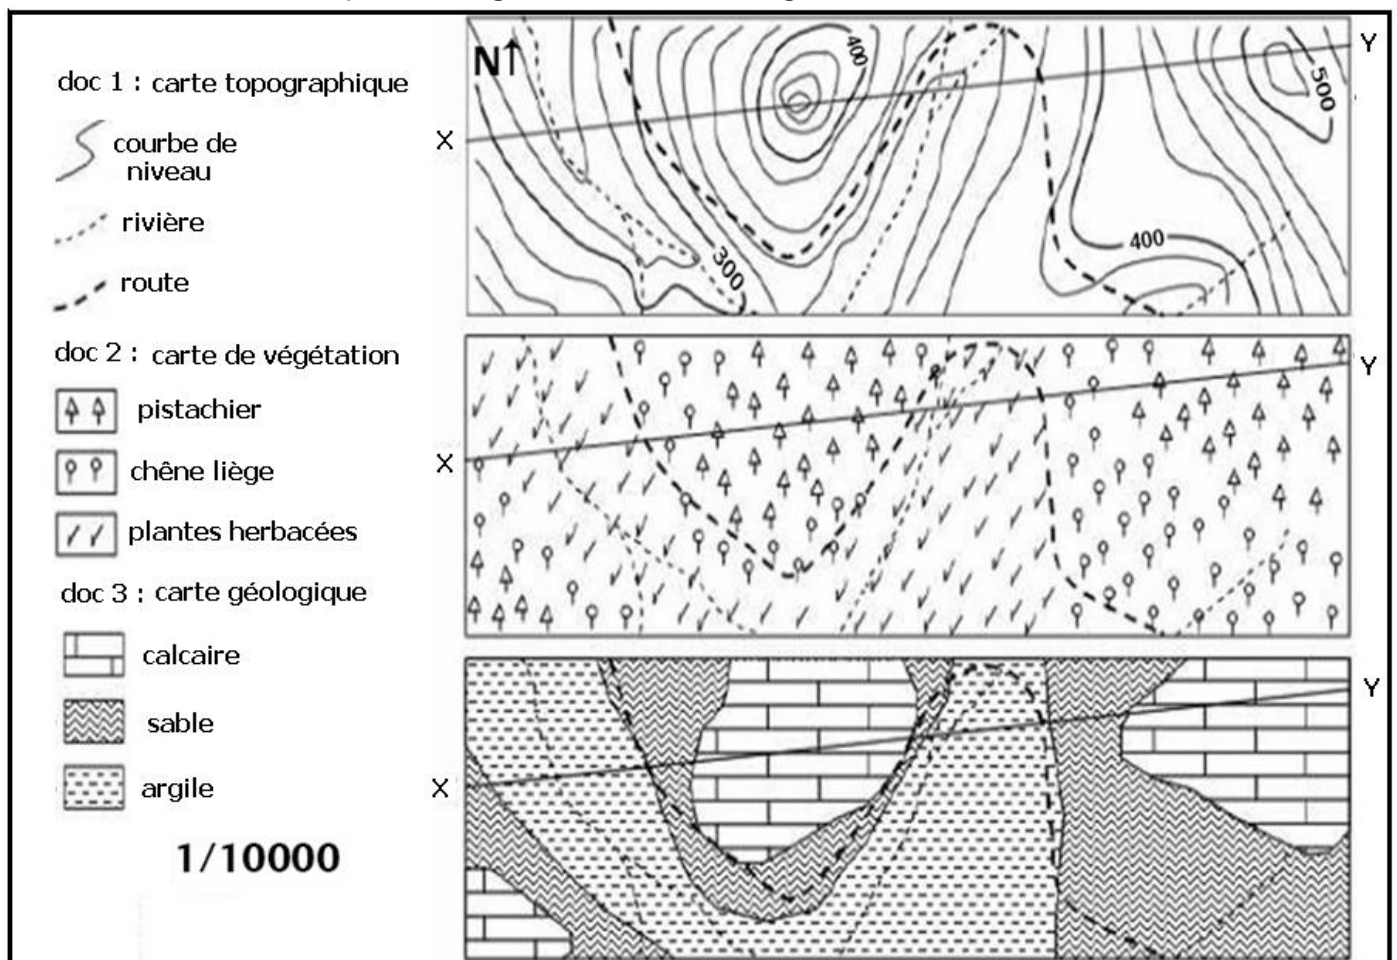 doc 1 : carte topographique
courbe de
niveau
rivière
route
doc 2 : carte de végétation
pistachier
chêne liège
plantes herbacées
doc 3 : carte géologique
calcaire
sable
argile
1/10000
N↑
X
Y
400
500
300
400
X
Y
X
Y